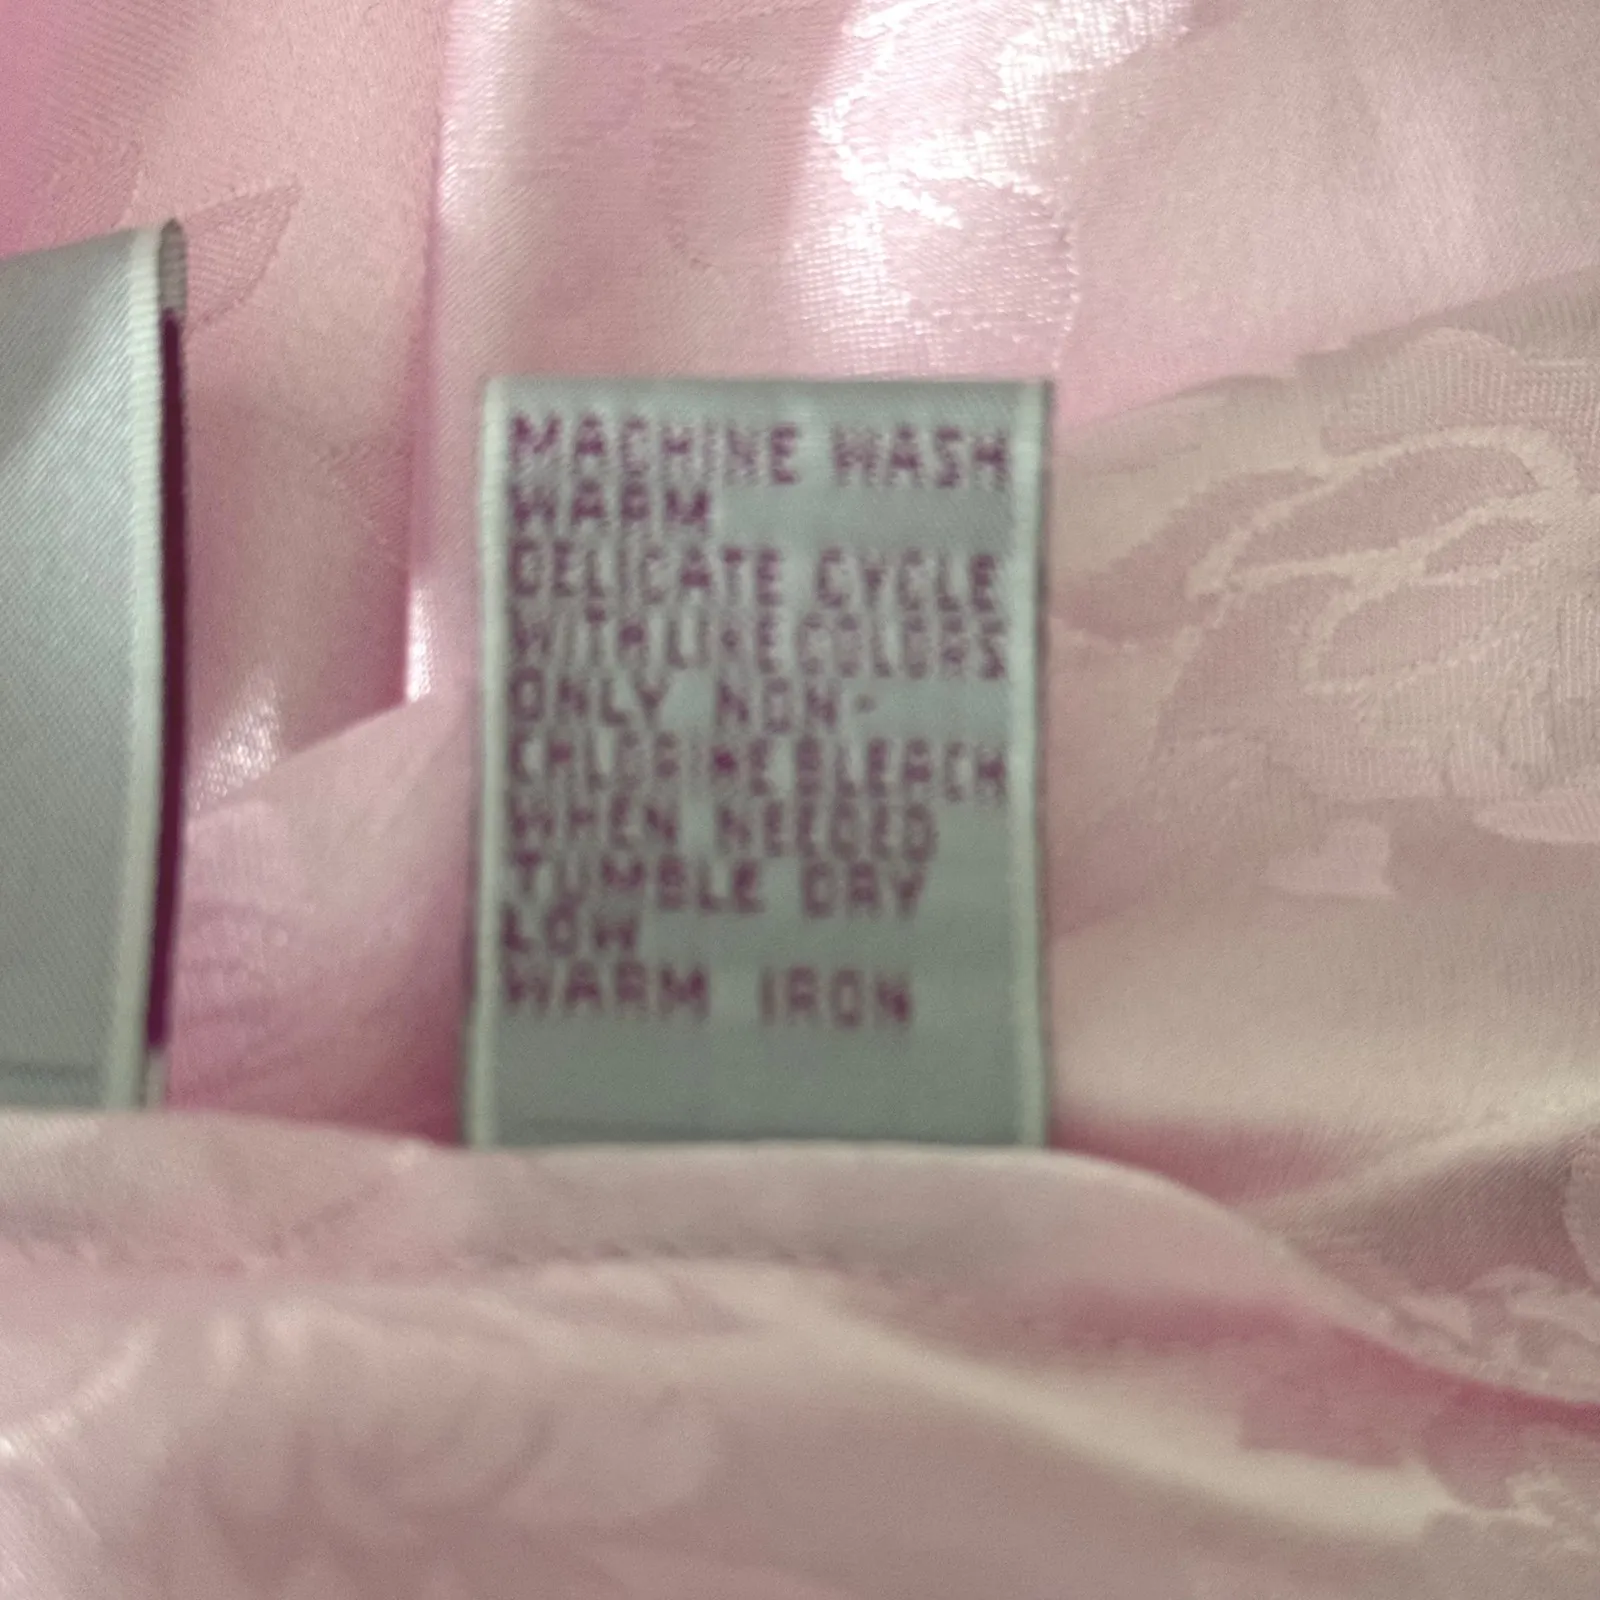 MACHINE WASH
WARM
DELICATE CYCLE
WITH LIKE COLORS
ONLY NON-
CHLORINE BLEACH
WHEN NEEDED
TUMBLE DRY
LOW
WARM IRON